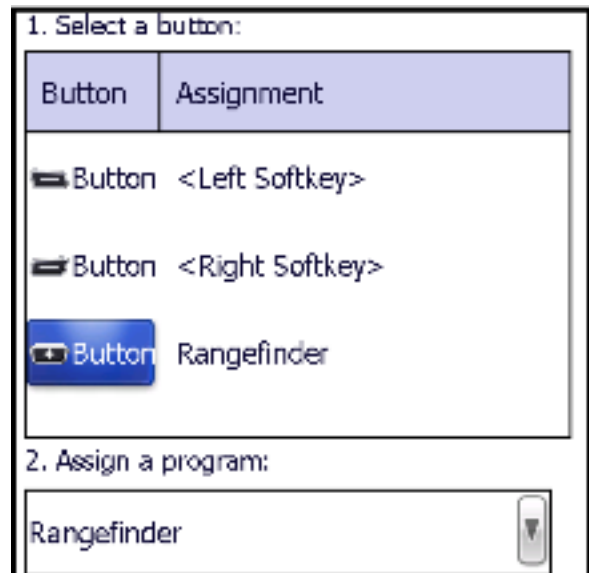 1. Select a button:
Button Assignment
Button <Left Softkey>
Button <Right Softkey>
Button Rangefinder
2. Assign a program:
Rangefinder